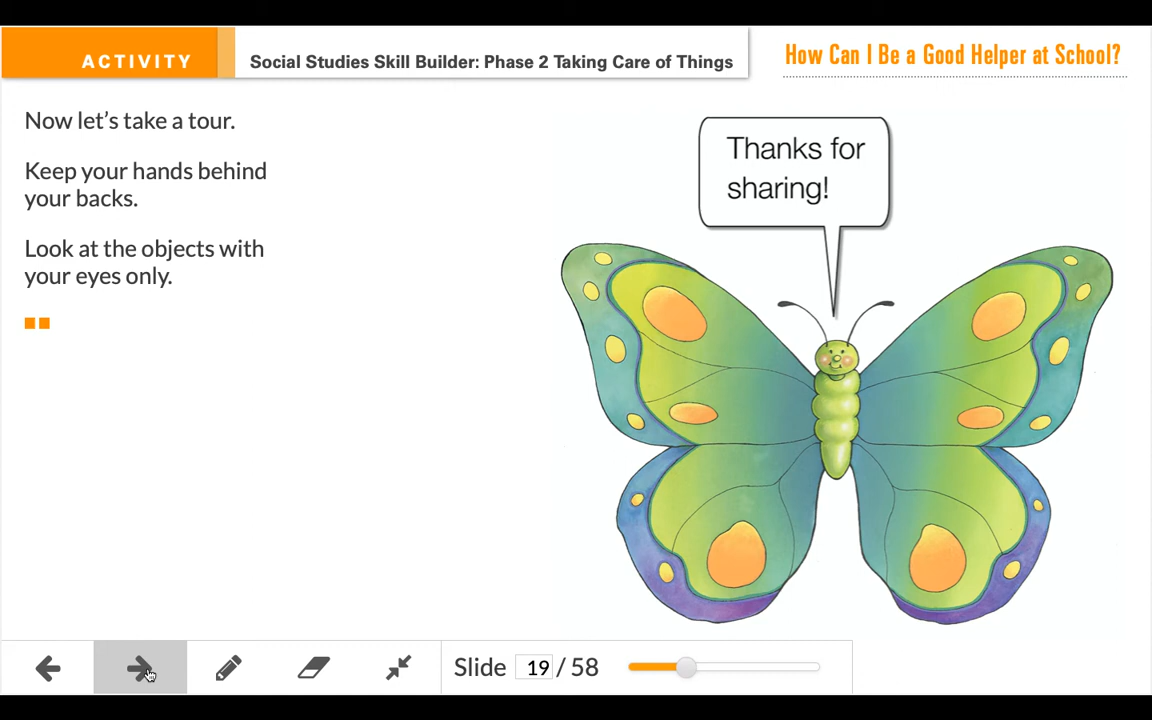 ACTIVITY
Social Studies Skill Builder: Phase 2 Taking Care of Things
How Can I Be a Good Helper at School?
Now let's take a tour.
Keep your hands behind
your backs.
Look at the objects with
your eyes only.
Thanks for
sharing!
Slide 19 / 58